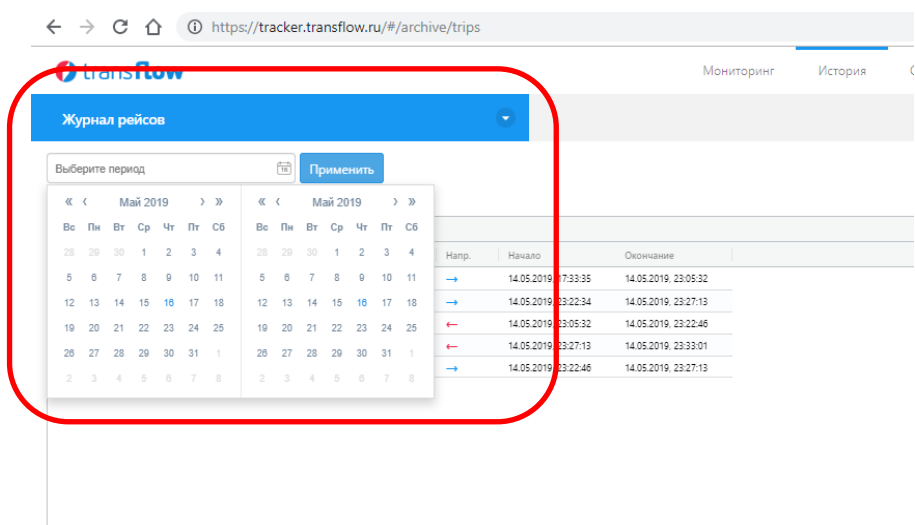 https://tracker.transflow.ru/#/archive/trips
transflow
Мониторинг История
Журнал рейсов
Выберите период 16 Применить
« ‹ Май 2019 › » « ‹ Май 2019 › »
Вс Пн Вт Ср Чт Пт Сб Вс Пн Вт Ср Чт Пт Сб
28 29 30 1 2 3 4 28 29 30 1 2 3 4
Напр. Начало Окончание
5 6 7 8 9 10 11 5 6 7 8 9 10 11
→ 14.05.2019, 17:33:35 14.05.2019, 23:05:32
12 13 14 15 16 17 18 12 13 14 15 16 17 18
→ 14.05.2019, 23:22:34 14.05.2019, 23:27:13
19 20 21 22 23 24 25 19 20 21 22 23 24 25
← 14.05.2019, 23:05:32 14.05.2019, 23:22:46
26 27 28 29 30 31 1 26 27 28 29 30 31 1
← 14.05.2019, 23:27:13 14.05.2019, 23:33:01
2 3 4 5 6 7 8 2 3 4 5 6 7 8
→ 14.05.2019, 23:22:46 14.05.2019, 23:27:13